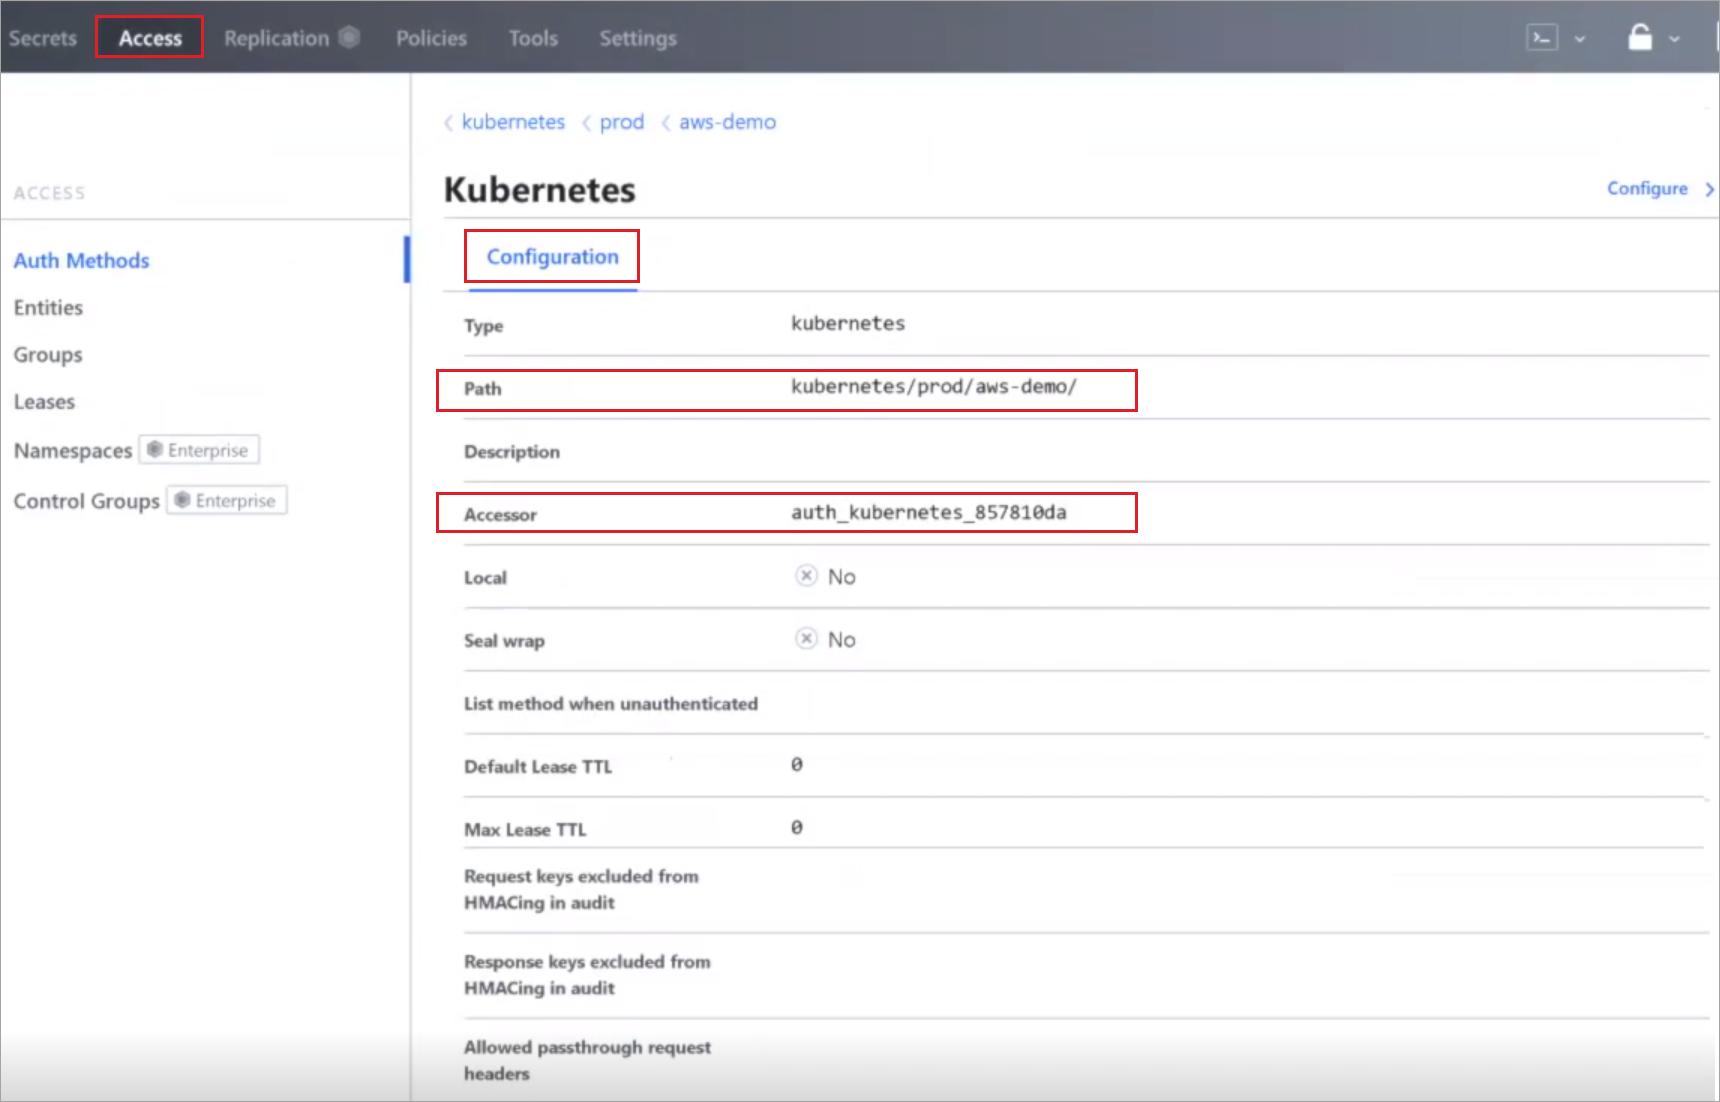 Secrets Access Replication Policies Tools Settings
kubernetes prod aws-demo
Kubernetes
Configure
ACCESS
Auth Methods
Entities
Groups
Leases
Namespaces Enterprise
Control Groups Enterprise
Configuration
Type kubernetes
Path kubernetes/prod/aws-demo/
Description
Accessor auth_kubernetes_857810da
Local No
Seal wrap No
List method when unauthenticated
Default Lease TTL 0
Max Lease TTL 0
Request keys excluded from
HMACing in audit
Response keys excluded from
HMACing in audit
Allowed passthrough request
headers